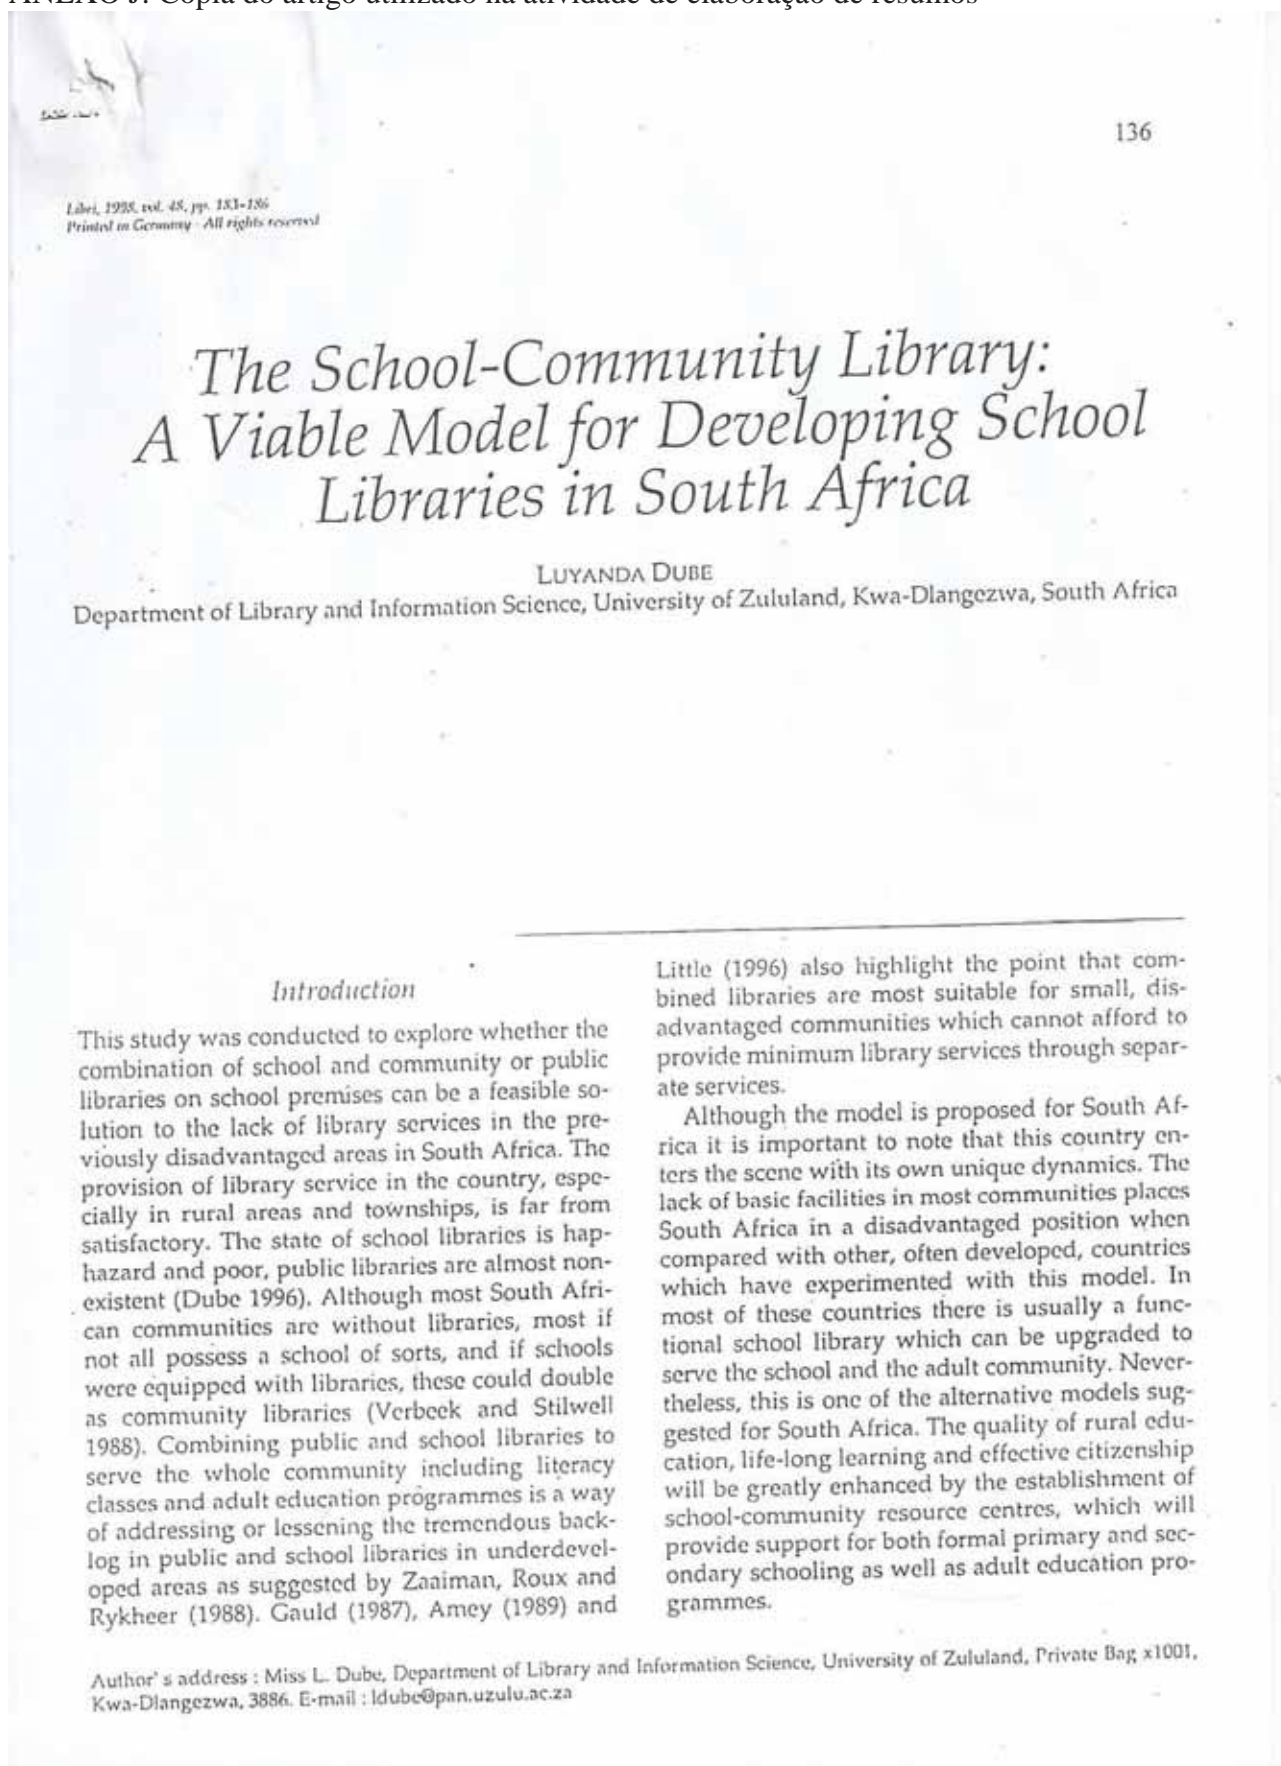 ANEXO J: Cópia do artigo utilizado na atividade de elaboração de resumos
136
Libri, 1998, vol. 48, pp. 183–186
Printed in Germany · All rights reserved
The School-Community Library:
A Viable Model for Developing School
Libraries in South Africa
LUYANDA DUBE
Department of Library and Information Science, University of Zululand, Kwa-Dlangezwa, South Africa
Introduction
This study was conducted to explore whether the
combination of school and community or public
libraries on school premises can be a feasible so-
lution to the lack of library services in the pre-
viously disadvantaged areas in South Africa. The
provision of library service in the country, espe-
cially in rural areas and townships, is far from
satisfactory. The state of school libraries is hap-
hazard and poor, public libraries are almost non-
existent (Dube 1996). Although most South Afri-
can communities are without libraries, most if
not all possess a school of sorts, and if schools
were equipped with libraries, these could double
as community libraries (Verbeek and Stilwell
1988). Combining public and school libraries to
serve the whole community including literacy
classes and adult education programmes is a way
of addressing or lessening the tremendous back-
log in public and school libraries in underdevel-
oped areas as suggested by Zaaiman, Roux and
Rykheer (1988). Gauld (1987), Amey (1989) and
Little (1996) also highlight the point that com-
bined libraries are most suitable for small, dis-
advantaged communities which cannot afford to
provide minimum library services through separ-
ate services.
Although the model is proposed for South Af-
rica it is important to note that this country en-
ters the scene with its own unique dynamics. The
lack of basic facilities in most communities places
South Africa in a disadvantaged position when
compared with other, often developed, countries
which have experimented with this model. In
most of these countries there is usually a func-
tional school library which can be upgraded to
serve the school and the adult community. Never-
theless, this is one of the alternative models sug-
gested for South Africa. The quality of rural edu-
cation, life-long learning and effective citizenship
will be greatly enhanced by the establishment of
school-community resource centres, which will
provide support for both formal primary and sec-
ondary schooling as well as adult education pro-
grammes.
Author' s address : Miss L. Dube, Department of Library and Information Science, University of Zululand, Private Bag x1001,
Kwa-Dlangezwa, 3886. E-mail : ldube@pan.uzulu.ac.za